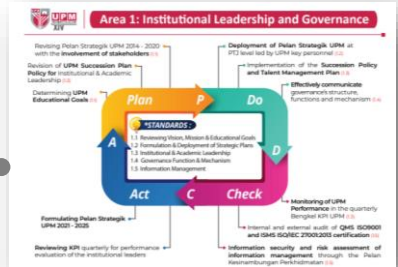 UPM
XIV
Area 1: Institutional Leadership and Governance
Revising Pelan Strategik UPM 2014 - 2020
with the involvement of stakeholders
Revision of UPM Succession Plan
Policy for Institutional & Academic
Leadership
Determining UPM
Educational Goals
Deployment of Pelan Strategik UPM at
PTJ level led by UPM key personnel
Implementation of the Succession Policy
and Talent Management Plan
Effectively communicate
governance structure,
functions and mechanism
Plan
P
Do
*STANDARDS:
1.1 Reviewing Vision, Mission & Educational Goals
1.2 Formulation & Deployment of Strategic Plans
1.3 Institutional & Academic Leadership
1.4 Governance Function & Mechanism
1.5 Information Management
A
D
Act
C
Check
Formulating Pelan Strategik
UPM 2021 - 2025
Reviewing KPI quarterly for performance
evaluation of the institutional leaders
Monitoring of UPM
Performance in the quarterly
Bengkel KPI UPM
Internal and external audit of QMS ISO9001
and ISMS ISO/IEC 27001:2013 certification
Information security and risk assessment of
information management through the Pelan
Kesinambungan Perkhidmatan